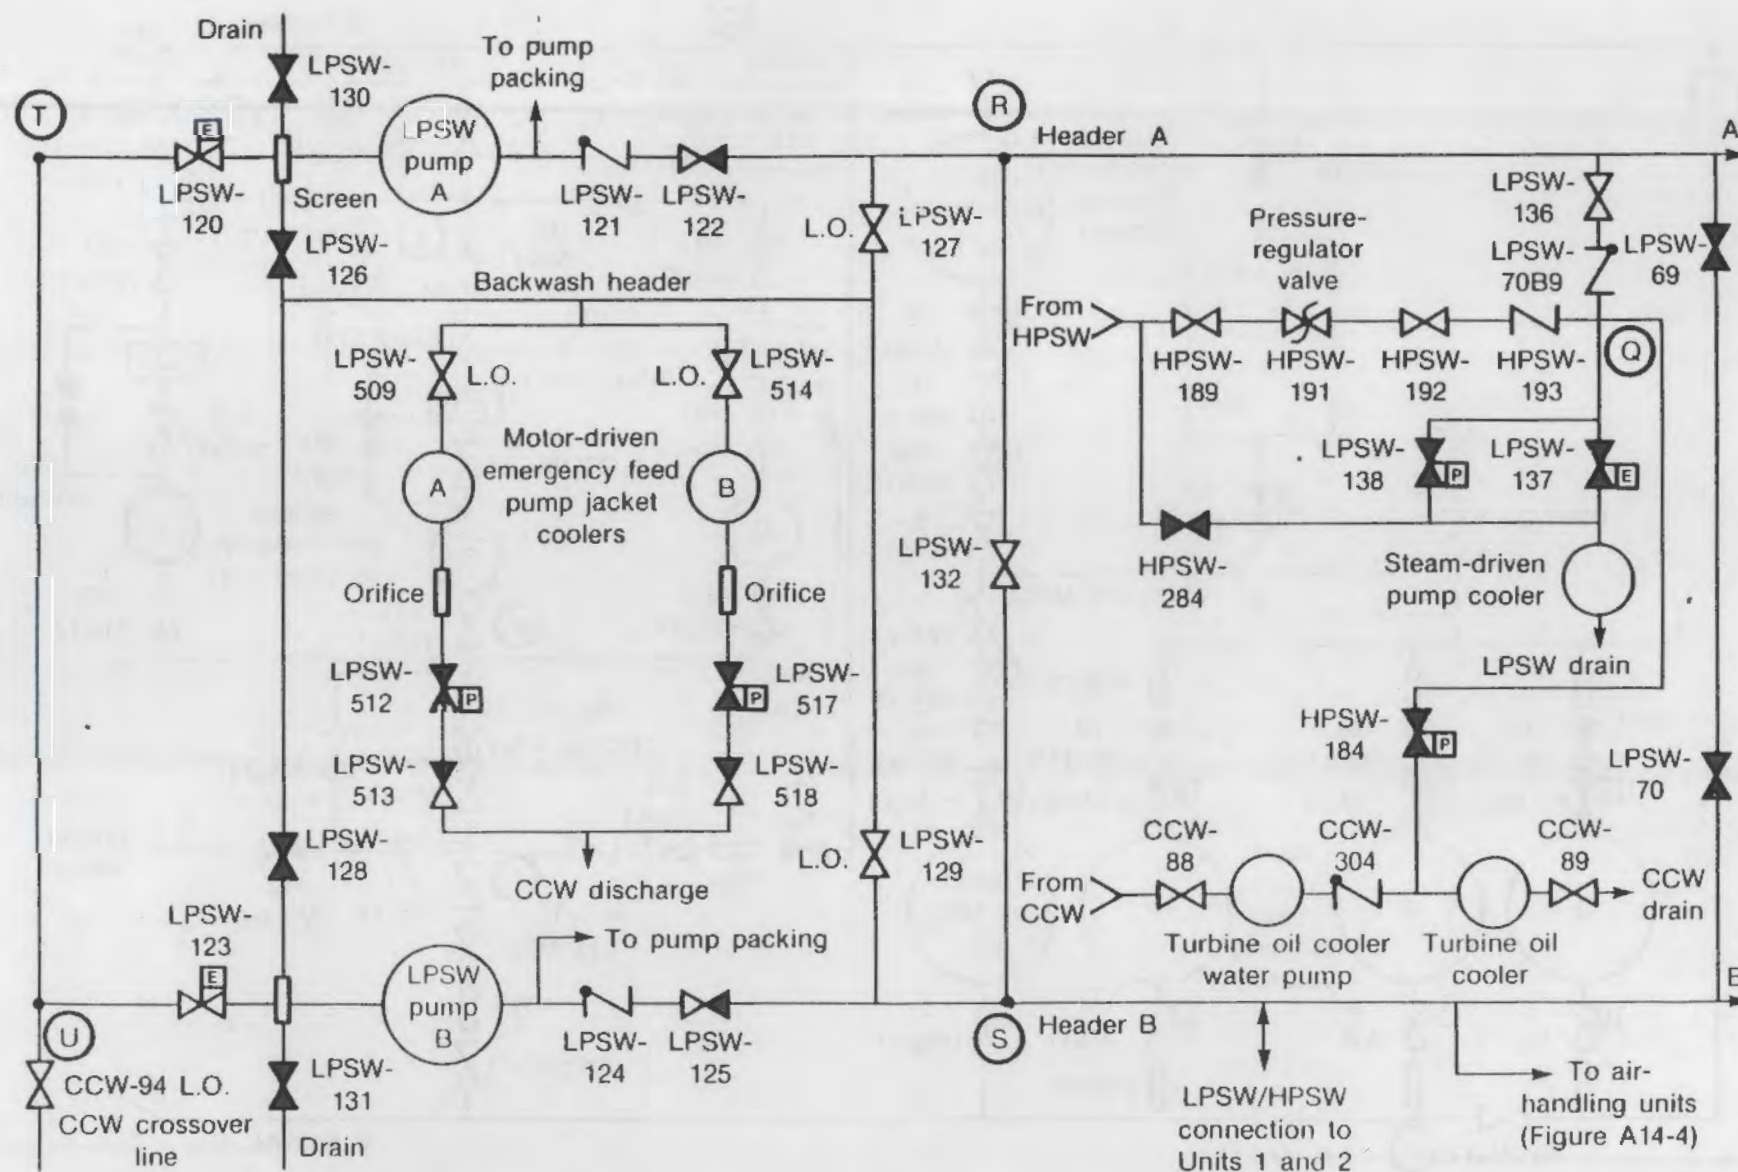 Drain
LPSW-
130
To pump
packing
T
E
LPSW
pump
A
R
Header A
A
LPSW-
120
Screen
LPSW-
126
LPSW-
121
LPSW-
122
L.O.
LPSW-
127
Pressure-
regulator
valve
LPSW-
136
LPSW-
70B9
LPSW-
69
Backwash header
From
HPSW
HPSW-
189
HPSW-
191
HPSW-
192
HPSW-
193
Q
LPSW-
509
L.O.
L.O.
LPSW-
514
Motor-driven
emergency feed
pump jacket
coolers
A
B
LPSW-
138
P
LPSW-
137
E
LPSW-
132
HPSW-
284
Steam-driven
pump cooler
Orifice
Orifice
LPSW drain
LPSW-
512
P
P
LPSW-
517
HPSW-
184
P
LPSW-
513
LPSW-
518
LPSW-
70
LPSW-
128
CCW discharge
L.O.
LPSW-
129
From
CCW
CCW-
88
CCW-
304
CCW-
89
CCW
drain
Turbine oil cooler
water pump
Turbine oil
cooler
LPSW-
123
E
To pump packing
LPSW
pump
B
U
LPSW-
124
LPSW-
125
S
Header B
CCW-94 L.O.
CCW crossover
line
LPSW-
131
Drain
LPSW/HPSW
connection to
Units 1 and 2
To air-
handling units
(Figure A14-4)